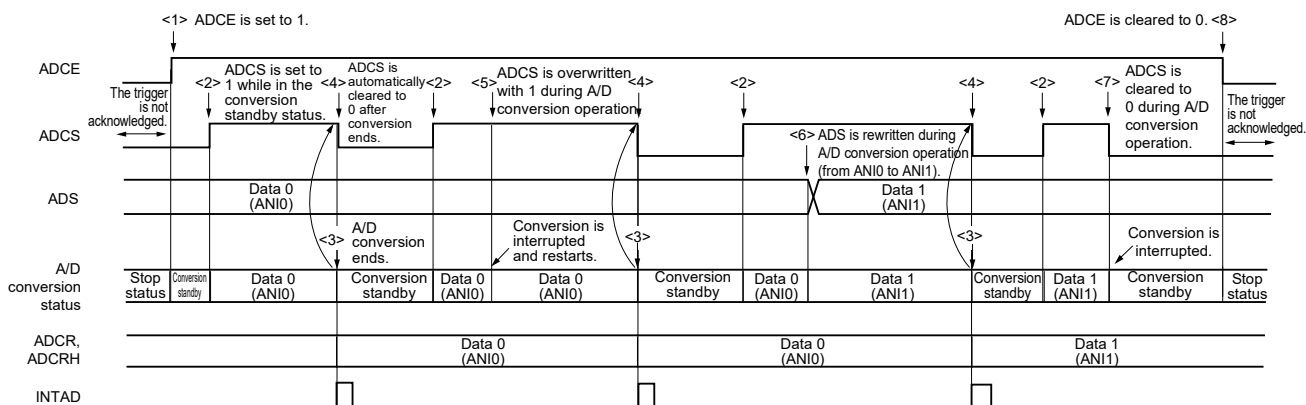 <1> ADCE is set to 1.
ADCE is cleared to 0. <8>
ADCE
The trigger
is not
acknowledged.
<2>
ADCS is set to
1 while in the
conversion
standby status.
<4>
ADCS is
automatically
cleared to
0 after
conversion
ends.
<2>
<5>
ADCS is overwritten
with 1 during A/D
conversion operation.
<4>
<2>
<4>
<2>
<7>
ADCS is
cleared to
0 during A/D
conversion
operation.
The trigger
is not
acknowledged.
ADCS
<6> ADS is rewritten during
A/D conversion operation
(from ANI0 to ANI1).
ADS
Data 0
(ANI0)
Data 1
(ANI1)
<3>
A/D
conversion
ends.
Conversion is
interrupted
and restarts.
<3>
<3>
Conversion is
interrupted.
A/D
conversion
status
Stop
status
Conversion
standby
Data 0
(ANI0)
Conversion
standby
Data 0
(ANI0)
Data 0
(ANI0)
Conversion
standby
Data 0
(ANI0)
Data 1
(ANI1)
Conversion
standby
Data 1
(ANI1)
Conversion
standby
Stop
status
ADCR,
ADCRH
Data 0
(ANI0)
Data 0
(ANI0)
Data 1
(ANI1)
INTAD